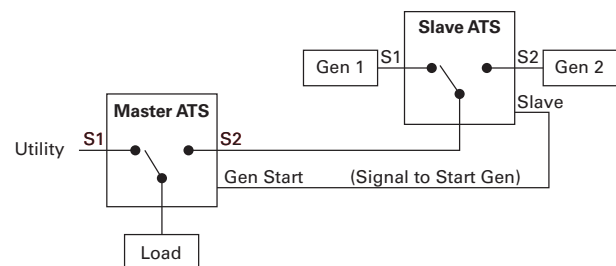 Slave ATS
Gen 1
S1
S2
Gen 2
Slave
Master ATS
Utility
S1
S2
Gen Start
(Signal to Start Gen)
Load